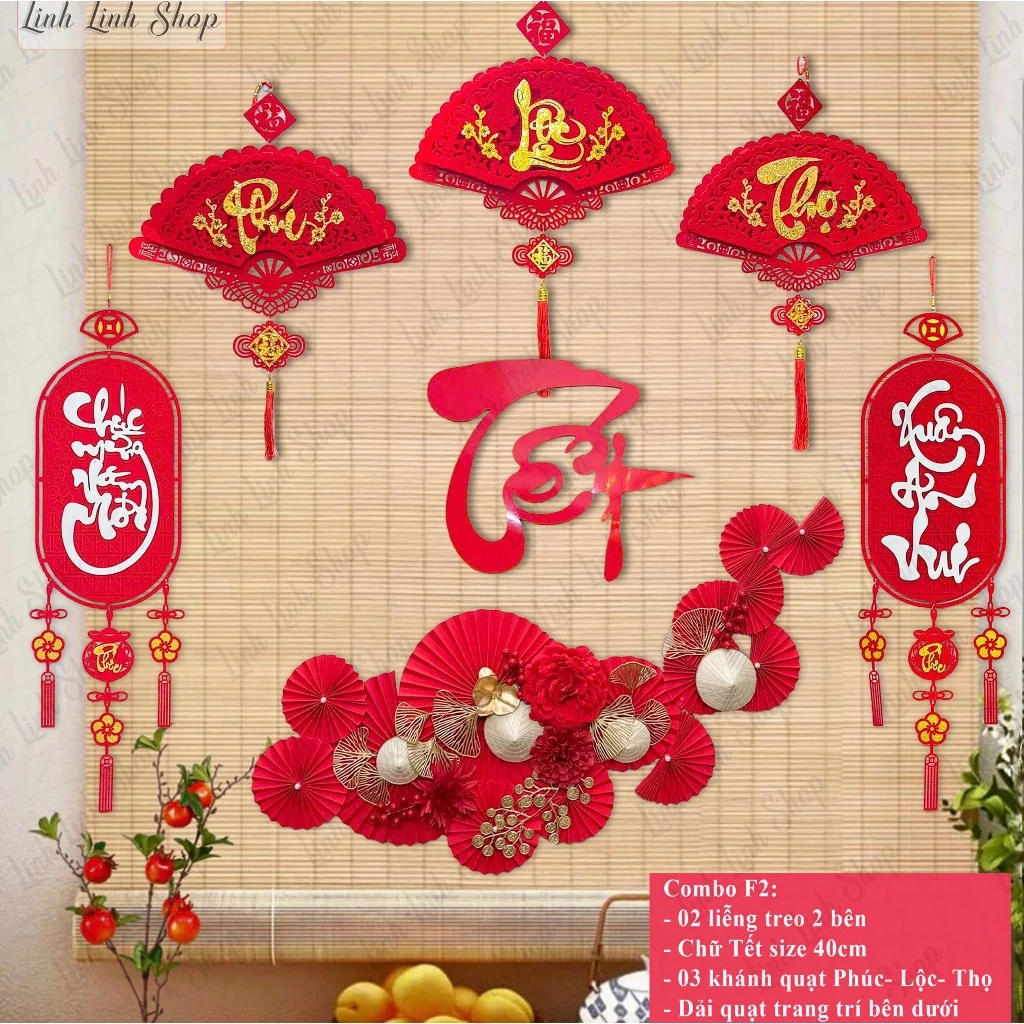 Linh Linh Shop
福
Lộc
Phúc
Thọ
Tết
Chúc
mừng
năm
mới
Xuân
An
Vui
Combo F2:
- 02 liễng treo 2 bên
- Chữ Tết size 40cm
- 03 khánh quạt Phúc- Lộc- Thọ
- Dải quạt trang trí bên dưới